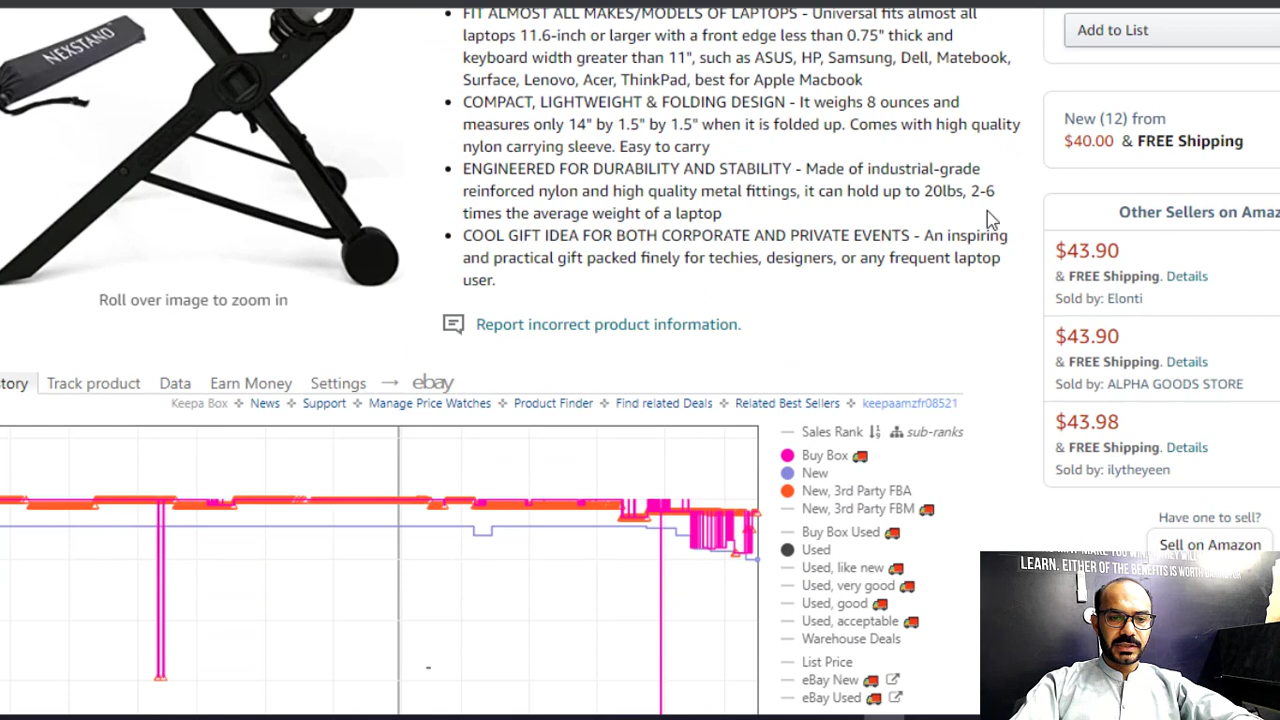 NEXSTAND
FIT ALMOST ALL MAKES/MODELS OF LAPTOPS - Universal fits almost all
laptops 11.6-inch or larger with a front edge less than 0.75" thick and
keyboard width greater than 11", such as ASUS, HP, Samsung, Dell, Matebook,
Surface, Lenovo, Acer, ThinkPad, best for Apple Macbook
COMPACT, LIGHTWEIGHT & FOLDING DESIGN - It weighs 8 ounces and
measures only 14" by 1.5" by 1.5" when it is folded up. Comes with high quality
nylon carrying sleeve. Easy to carry
ENGINEERED FOR DURABILITY AND STABILITY - Made of industrial-grade
reinforced nylon and high quality metal fittings, it can hold up to 20lbs, 2-6
times the average weight of a laptop
COOL GIFT IDEA FOR BOTH CORPORATE AND PRIVATE EVENTS - An inspiring
and practical gift packed finely for techies, designers, or any frequent laptop
user.
Roll over image to zoom in
Report incorrect product information.
Add to List
New (12) from
$40.00 & FREE Shipping
Other Sellers on Amaz
$43.90
& FREE Shipping. Details
Sold by: Elonti
$43.90
& FREE Shipping. Details
Sold by: ALPHA GOODS STORE
$43.98
& FREE Shipping. Details
Sold by: ilytheyeen
Have one to sell?
Sell on Amazon
tory Track product Data Earn Money Settings → ebay
Keepa Box News Support Manage Price Watches Product Finder Find related Deals Related Best Sellers keepaamzfr08521
Sales Rank sub-ranks
Buy Box
New
New, 3rd Party FBA
New, 3rd Party FBM
Buy Box Used
Used
Used, like new
Used, very good
Used, good
Used, acceptable
Warehouse Deals
List Price
eBay New
eBay Used
LEARN. EITHER OF THE BENEFITS IS WORTH